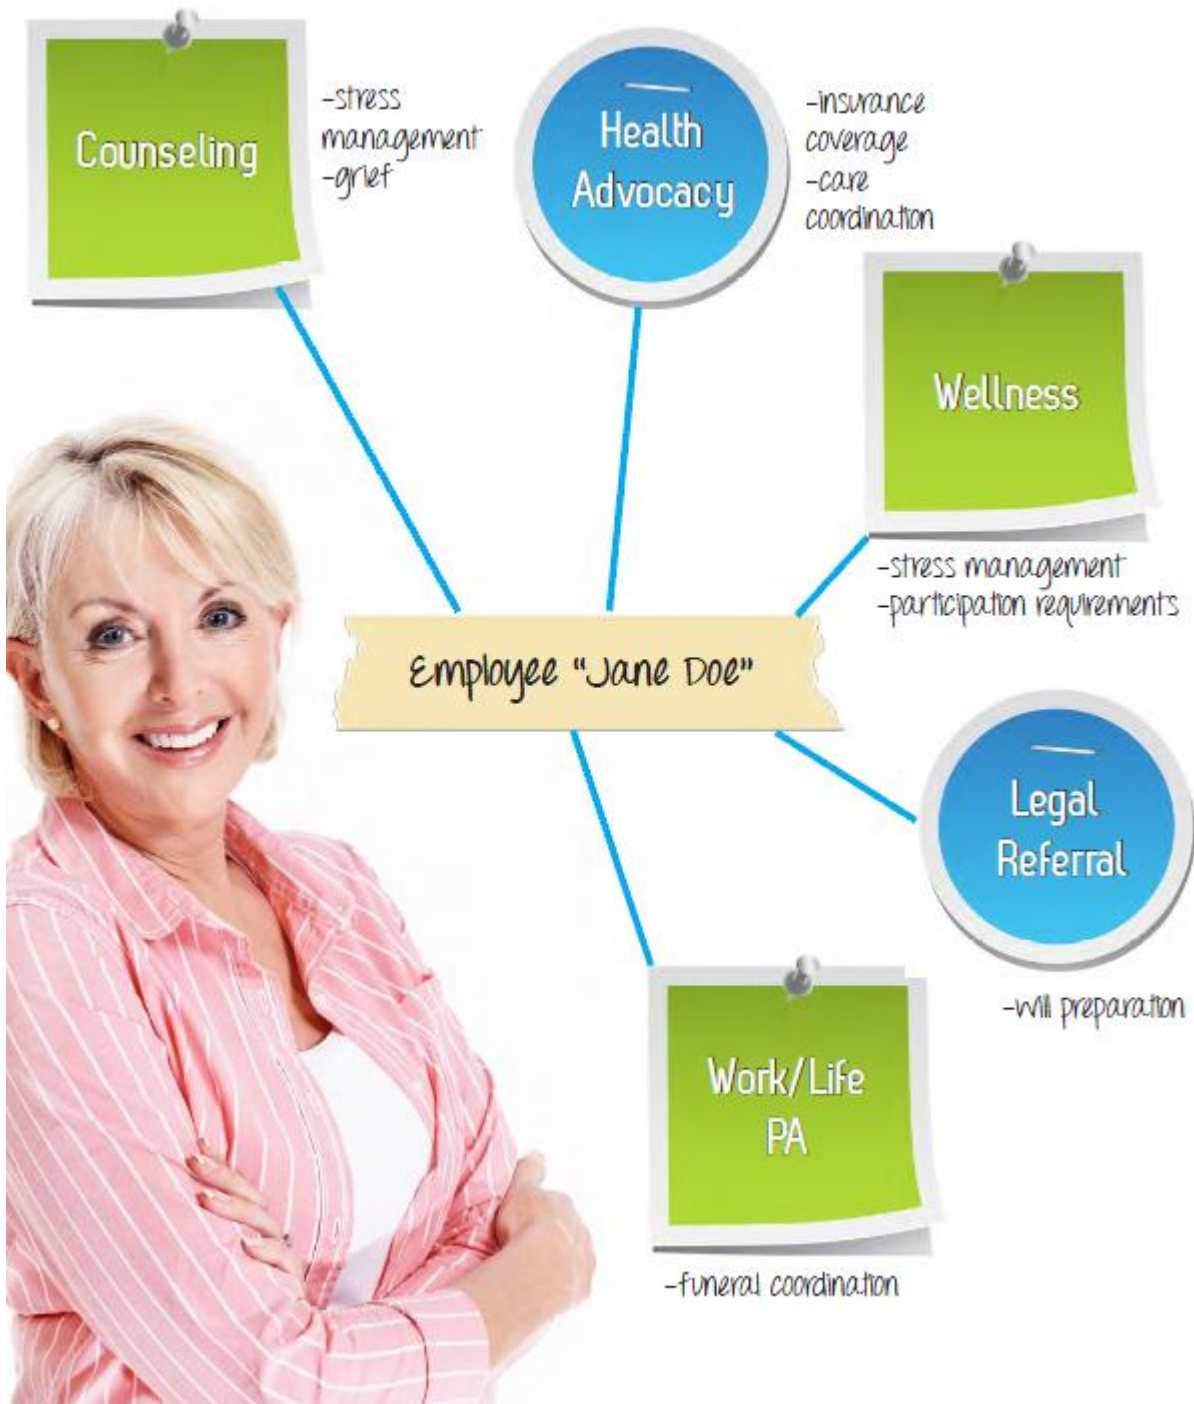 Counseling
-stress
management
-grief
Health
Advocacy
-insurance
coverage
-care
coordination
Wellness
-stress management
-participation requirements
Employee "Jane Doe"
Legal
Referral
-will preparation
Work/Life
PA
-funeral coordination